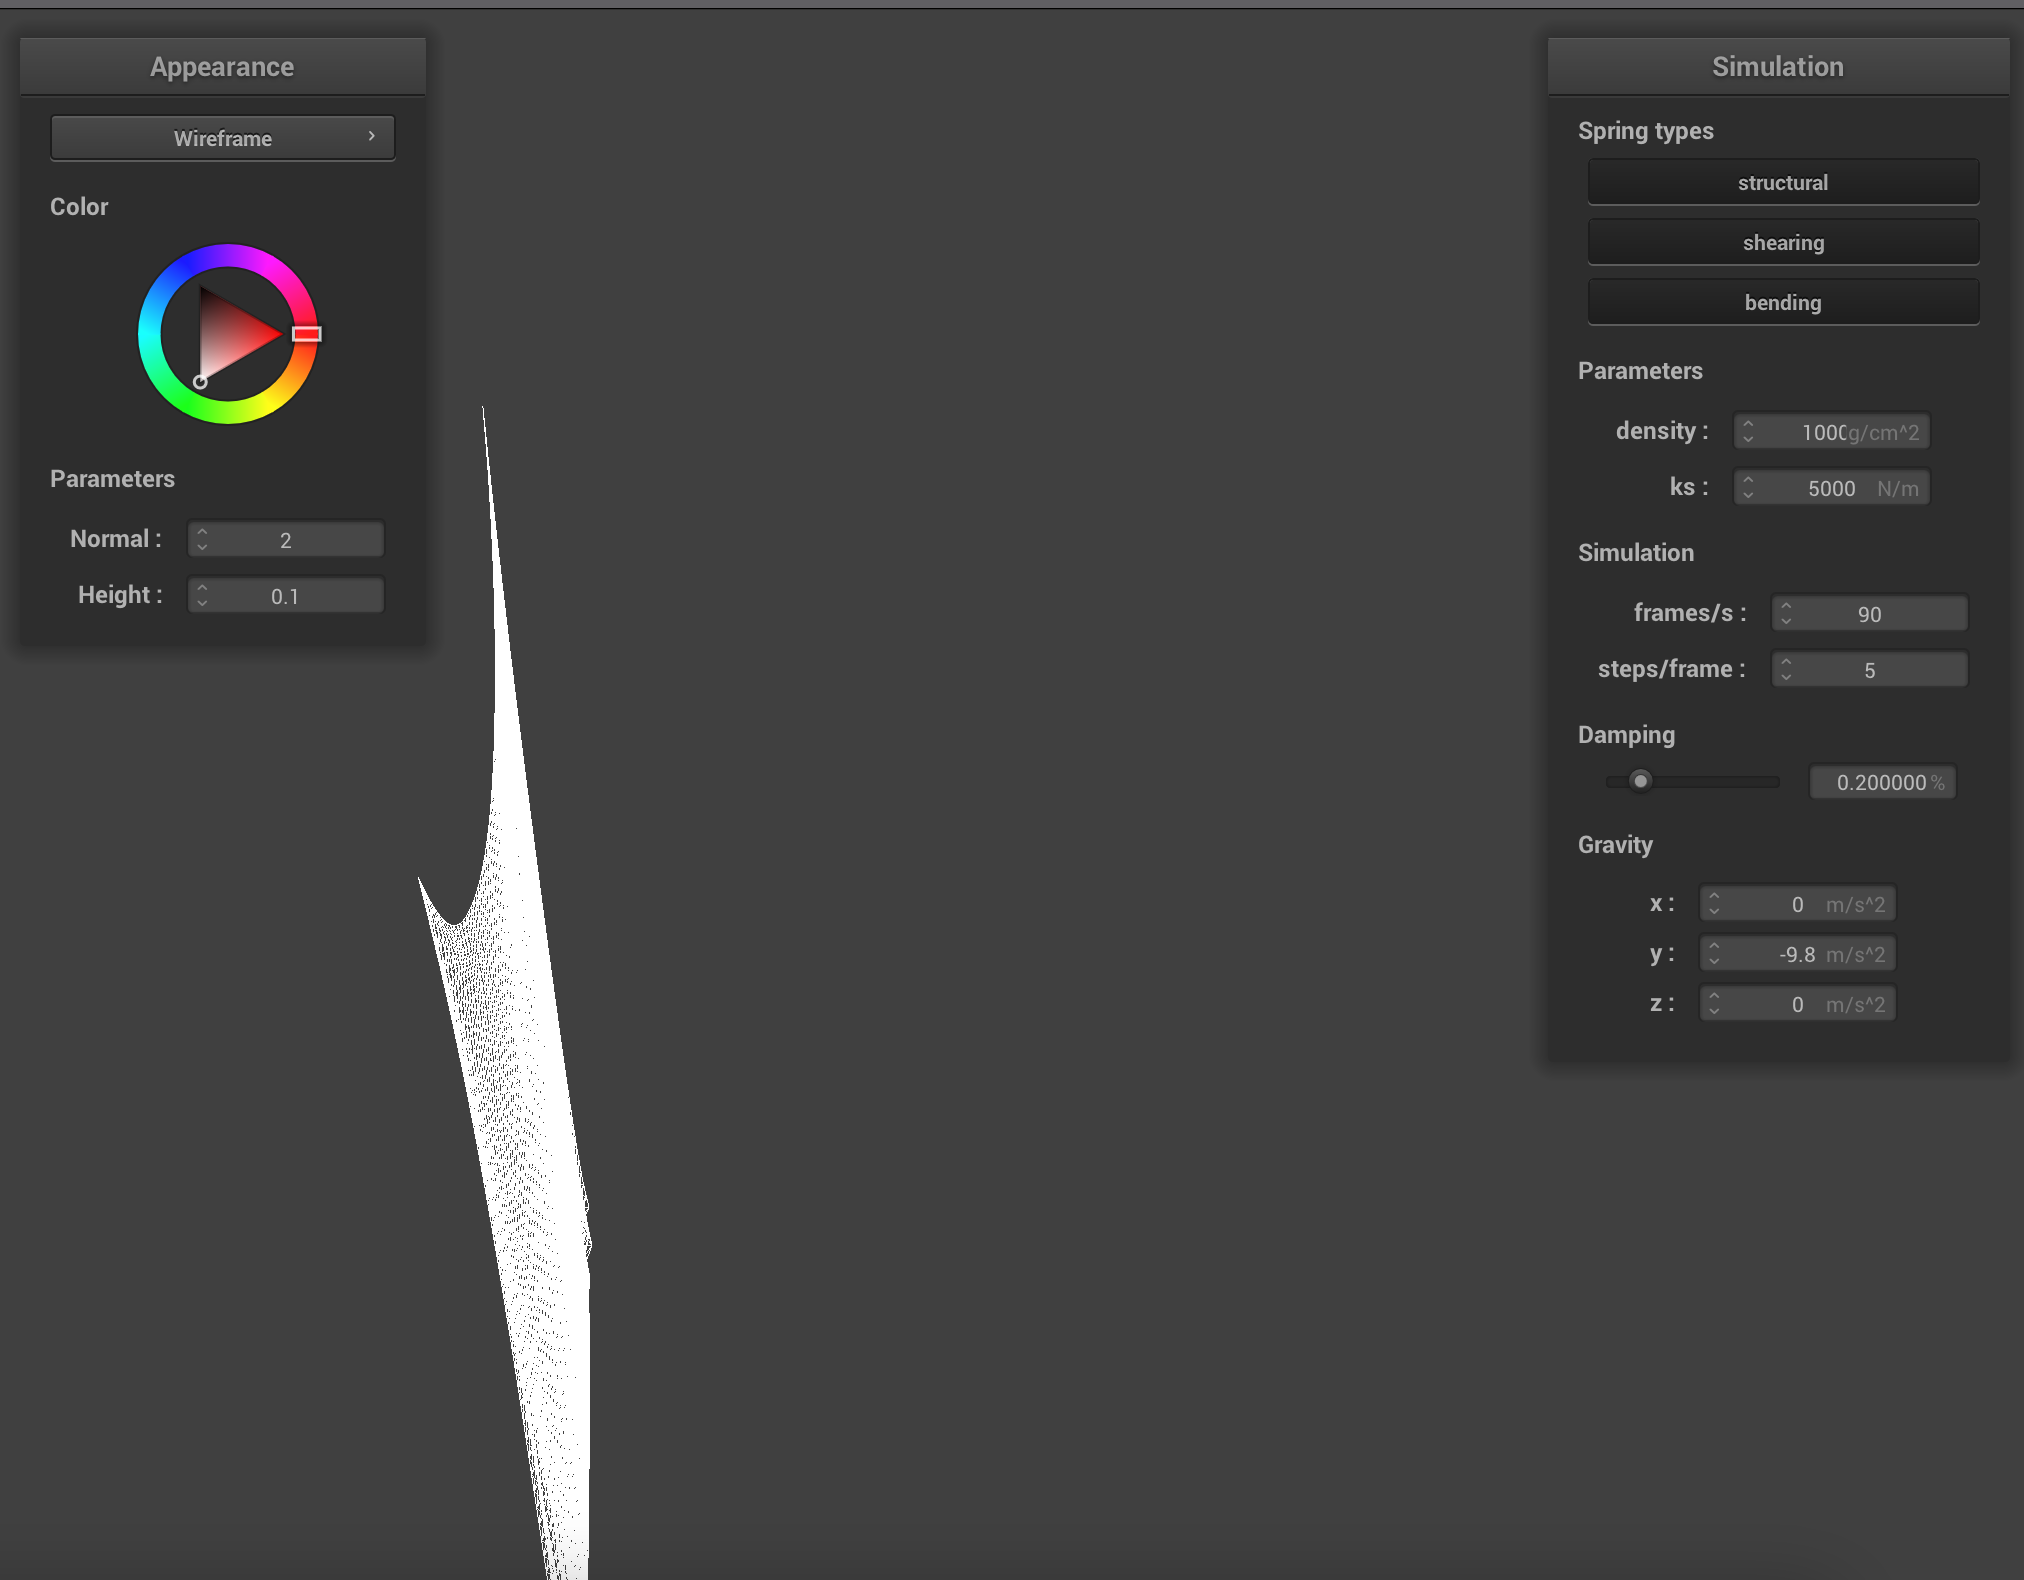 Appearance
Wireframe
Color
Parameters
Normal : 2
Height : 0.1
Simulation
Spring types
structural
shearing
bending
Parameters
density : 1000 g/cm^2
ks : 5000 N/m
Simulation
frames/s : 90
steps/frame : 5
Damping
0.200000 %
Gravity
x : 0 m/s^2
y : -9.8 m/s^2
z : 0 m/s^2